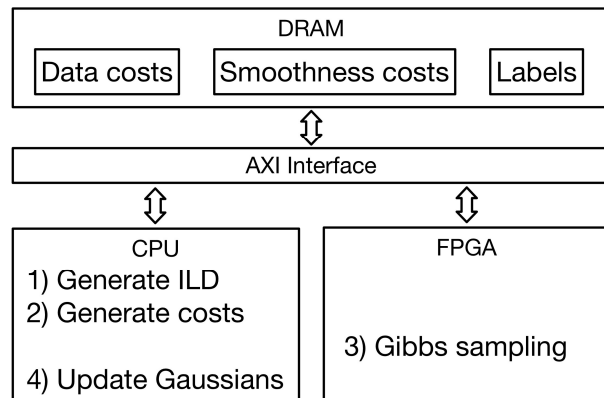 DRAM
Data costs Smoothness costs Labels
AXI Interface
CPU
1) Generate ILD
2) Generate costs
4) Update Gaussians
FPGA
3) Gibbs sampling